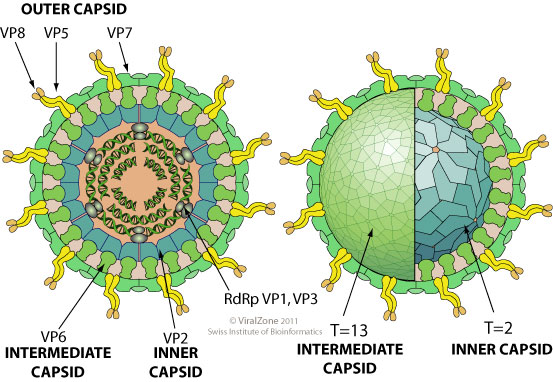 OUTER CAPSID
VP8 VP5 VP7
RdRp VP1, VP3
© ViralZone 2011
Swiss Institute of Bioinformatics
VP6
INTERMEDIATE
CAPSID
VP2
INNER
CAPSID
T=13
INTERMEDIATE
CAPSID
T=2
INNER CAPSID